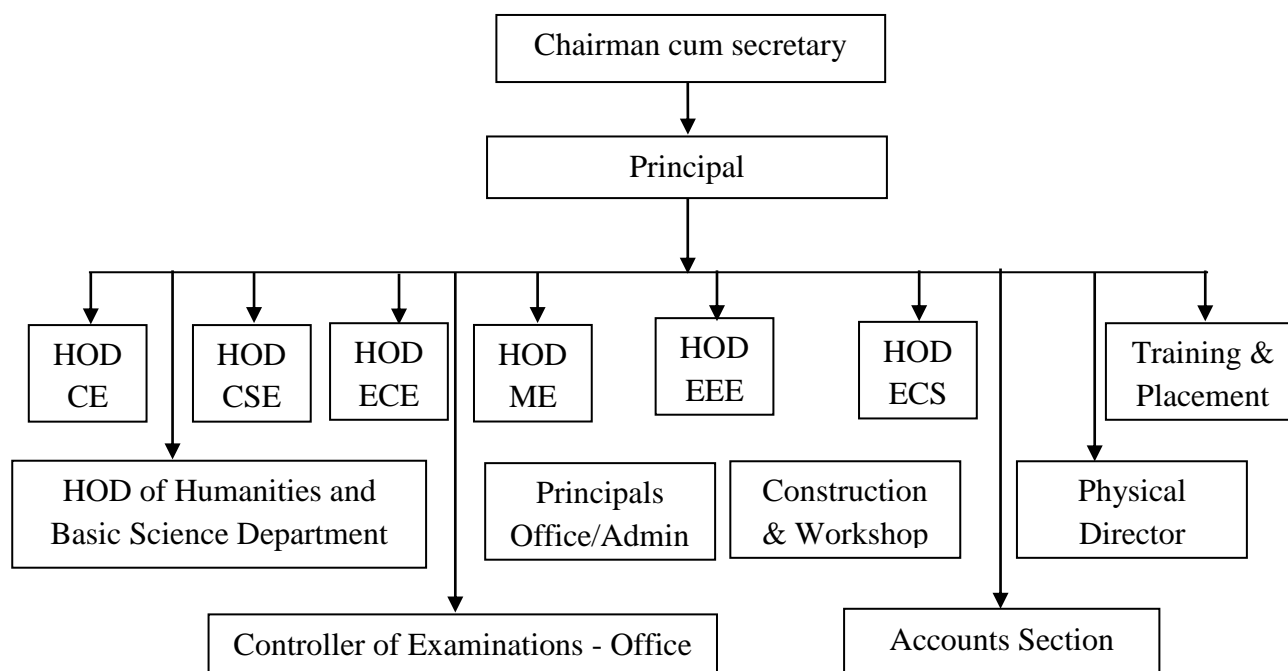 Chairman cum secretary
Principal
HOD
CE
HOD
CSE
HOD
ECE
HOD
ME
HOD
EEE
HOD
ECS
Training &
Placement
HOD of Humanities and
Basic Science Department
Principals
Office/Admin
Construction
& Workshop
Physical
Director
Controller of Examinations - Office
Accounts Section